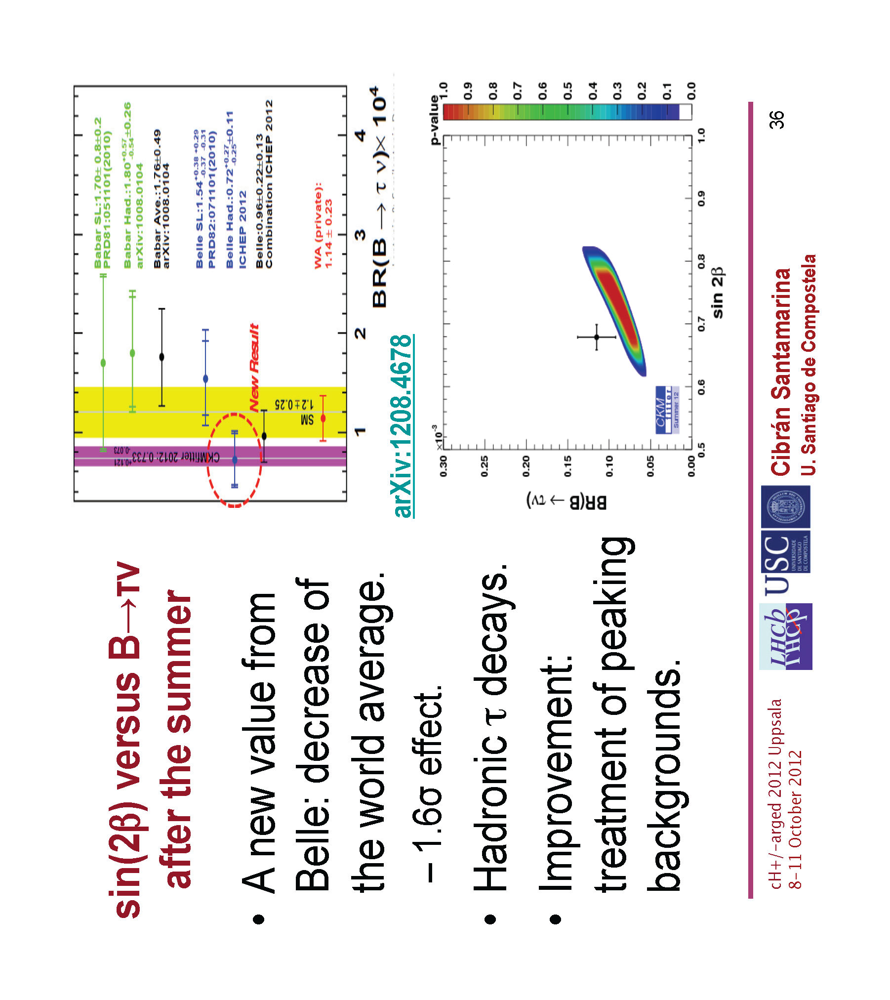 sin(2β) versus B→τν
after the summer
• A new value from
Belle: decrease of
the world average.
– 1.6σ effect.
• Hadronic τ decays.
• Improvement:
treatment of peaking
backgrounds.
Babar SL:1.70± 0.8±0.2
PRD81:051101(2010)
Babar Had.:1.80+0.57-0.54±0.26
arXiv:1008.0104
Babar Ave.:1.76±0.49
arXiv:1008.0104
Belle SL:1.54+0.38-0.37 +0.29-0.31
PRD82:071101(2010)
Belle Had.:0.72+0.27-0.25±0.11
ICHEP 2012
Belle:0.96±0.22±0.13
Combination ICHEP 2012
WA (private):
1.14 ± 0.23
New Result
CKMfitter 2012: 0.733+0.121-0.073
SM
1.2±0.25
1 2 3 4
BR(B → τ ν)× 10⁴
arXiv:1208.4678
×10⁻³
p-value
0.30
0.25
0.20
0.15
0.10
0.05
0.00
BR(B → τν)
0.5 0.6 0.7 0.8 0.9 1.0
sin 2β
1.0
0.9
0.8
0.7
0.6
0.5
0.4
0.3
0.2
0.1
0.0
CKM
fitter
Summer 12
cH+/-arged 2012 Uppsala
8-11 October 2012
LHCb
LHCb
USC
UNIVERSIDADE
DE SANTIAGO
DE COMPOSTELA
Cibrán Santamarina
U. Santiago de Compostela
36